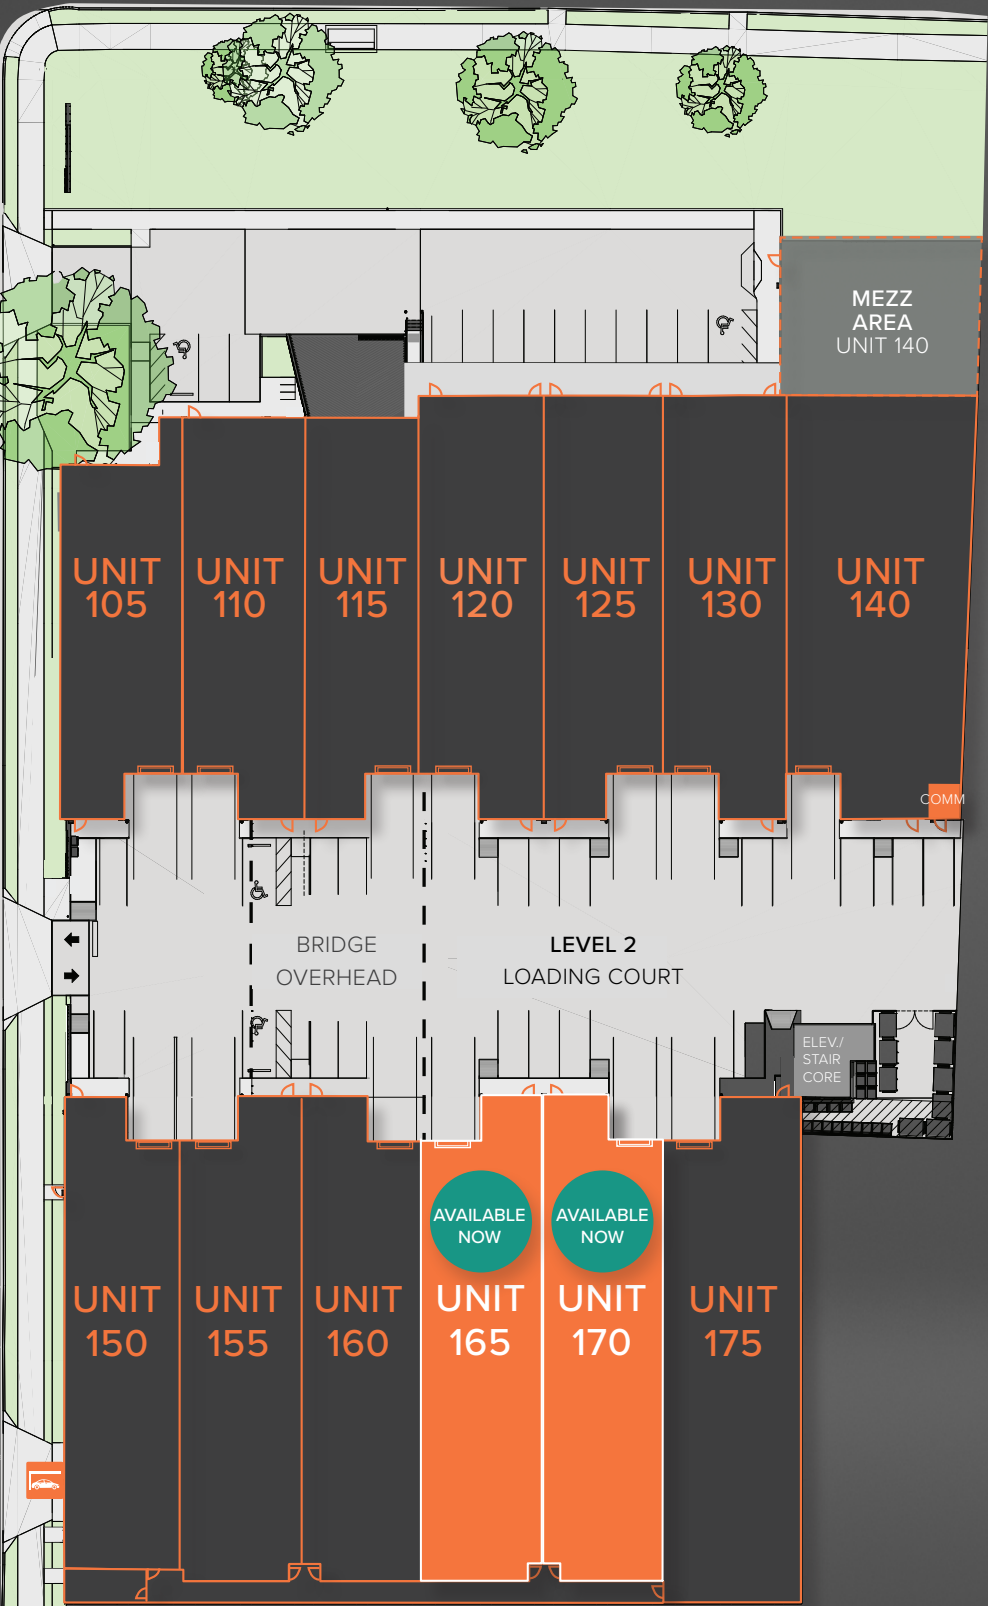 MEZZ
AREA
UNIT 140
UNIT
105
UNIT
110
UNIT
115
UNIT
120
UNIT
125
UNIT
130
UNIT
140
COMM
BRIDGE
OVERHEAD
LEVEL 2
LOADING COURT
ELEV./
STAIR
CORE
AVAILABLE
NOW
AVAILABLE
NOW
UNIT
150
UNIT
155
UNIT
160
UNIT
165
UNIT
170
UNIT
175